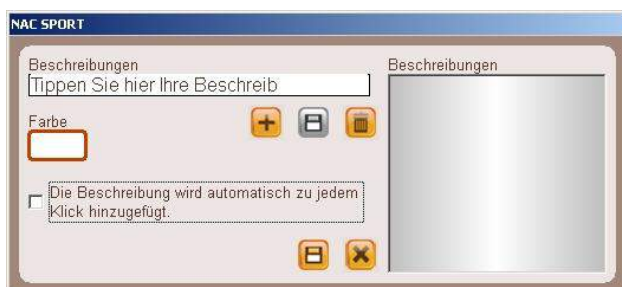 NAC SPORT
Beschreibungen
Tippen Sie hier Ihre Beschreib
Farbe
Die Beschreibung wird automatisch zu jedem
Klick hinzugefügt.
Beschreibungen